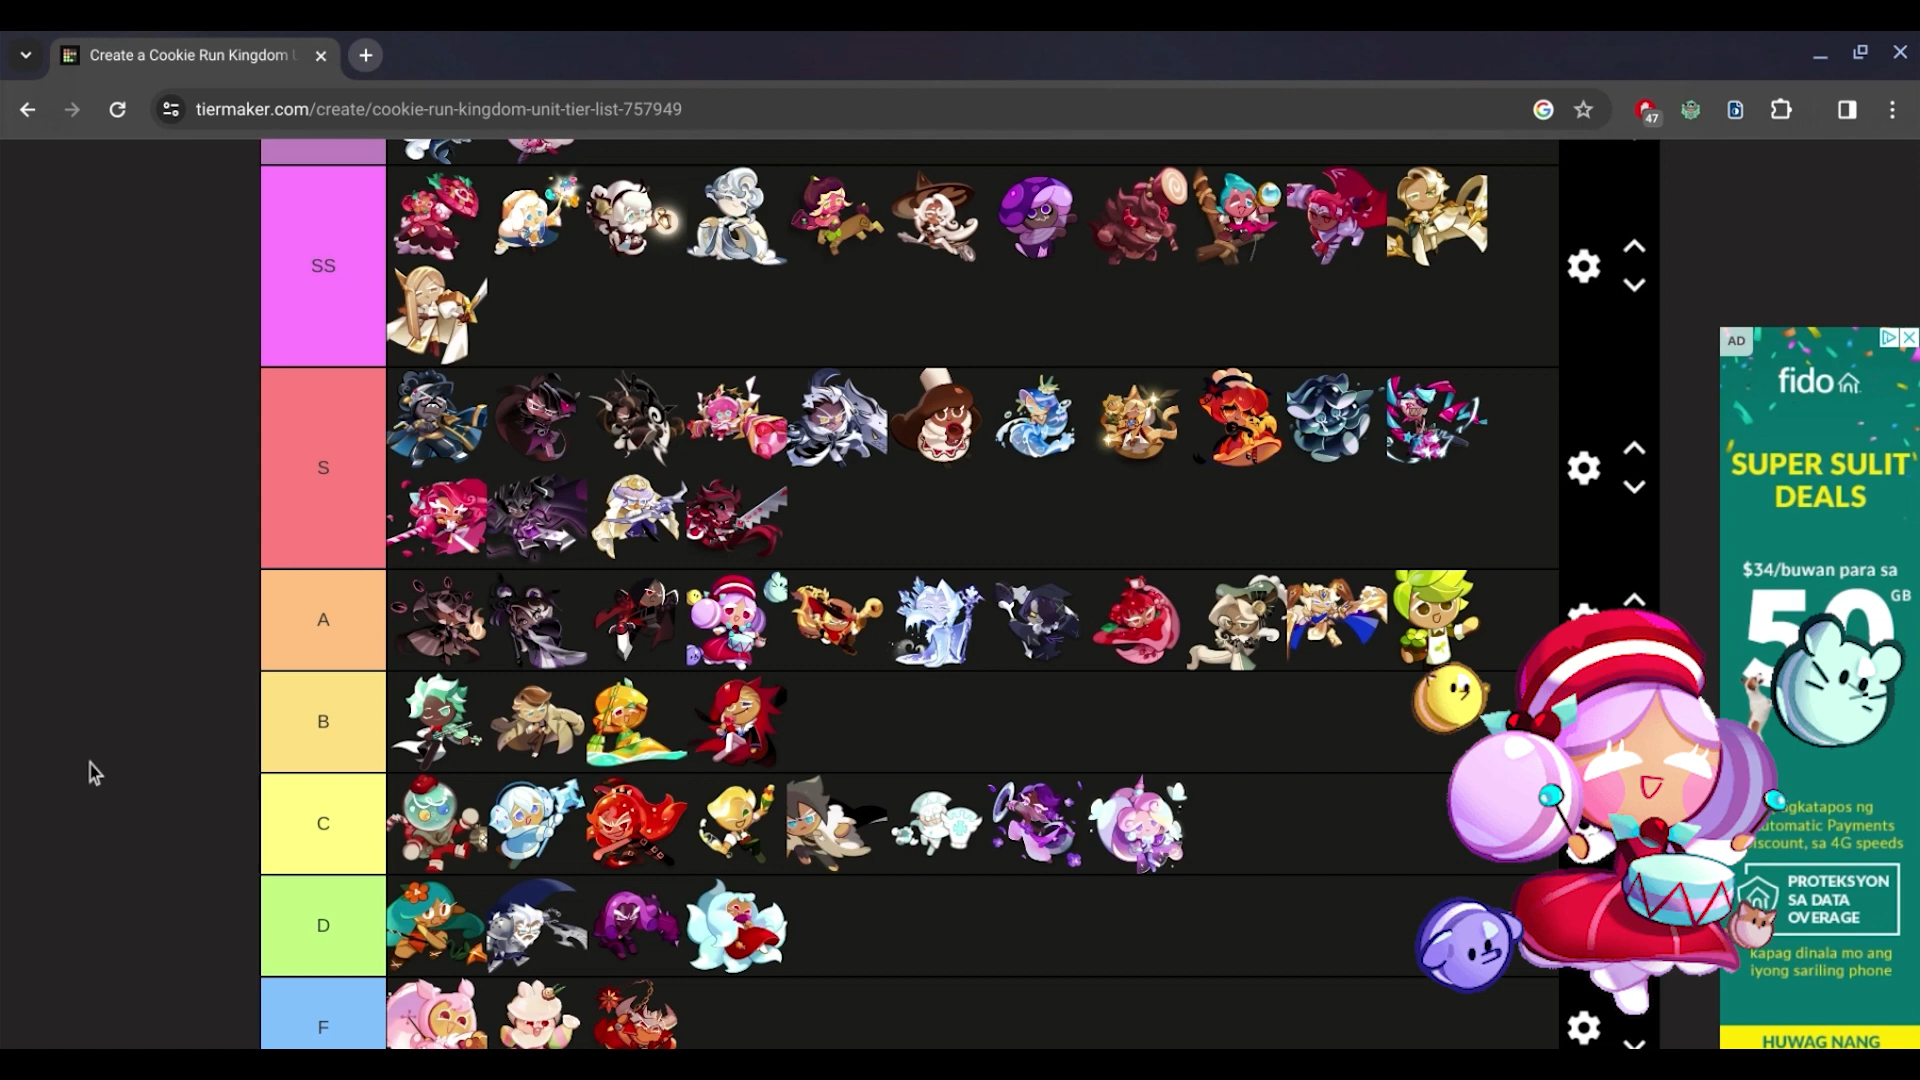 Create a Cookie Run Kingdom
tiermaker.com/create/cookie-run-kingdom-unit-tier-list-757949
47
SS
S
A
B
C
D
F
AD
fido
SUPER SULIT
DEALS
$34/buwan para sa
50 GB
gkatapos ng
utomatic Payments
iscount, sa 4G speeds
PROTEKSYON
SA DATA
OVERAGE
kapag dinala mo ang
iyong sariling phone
HUWAG NANG